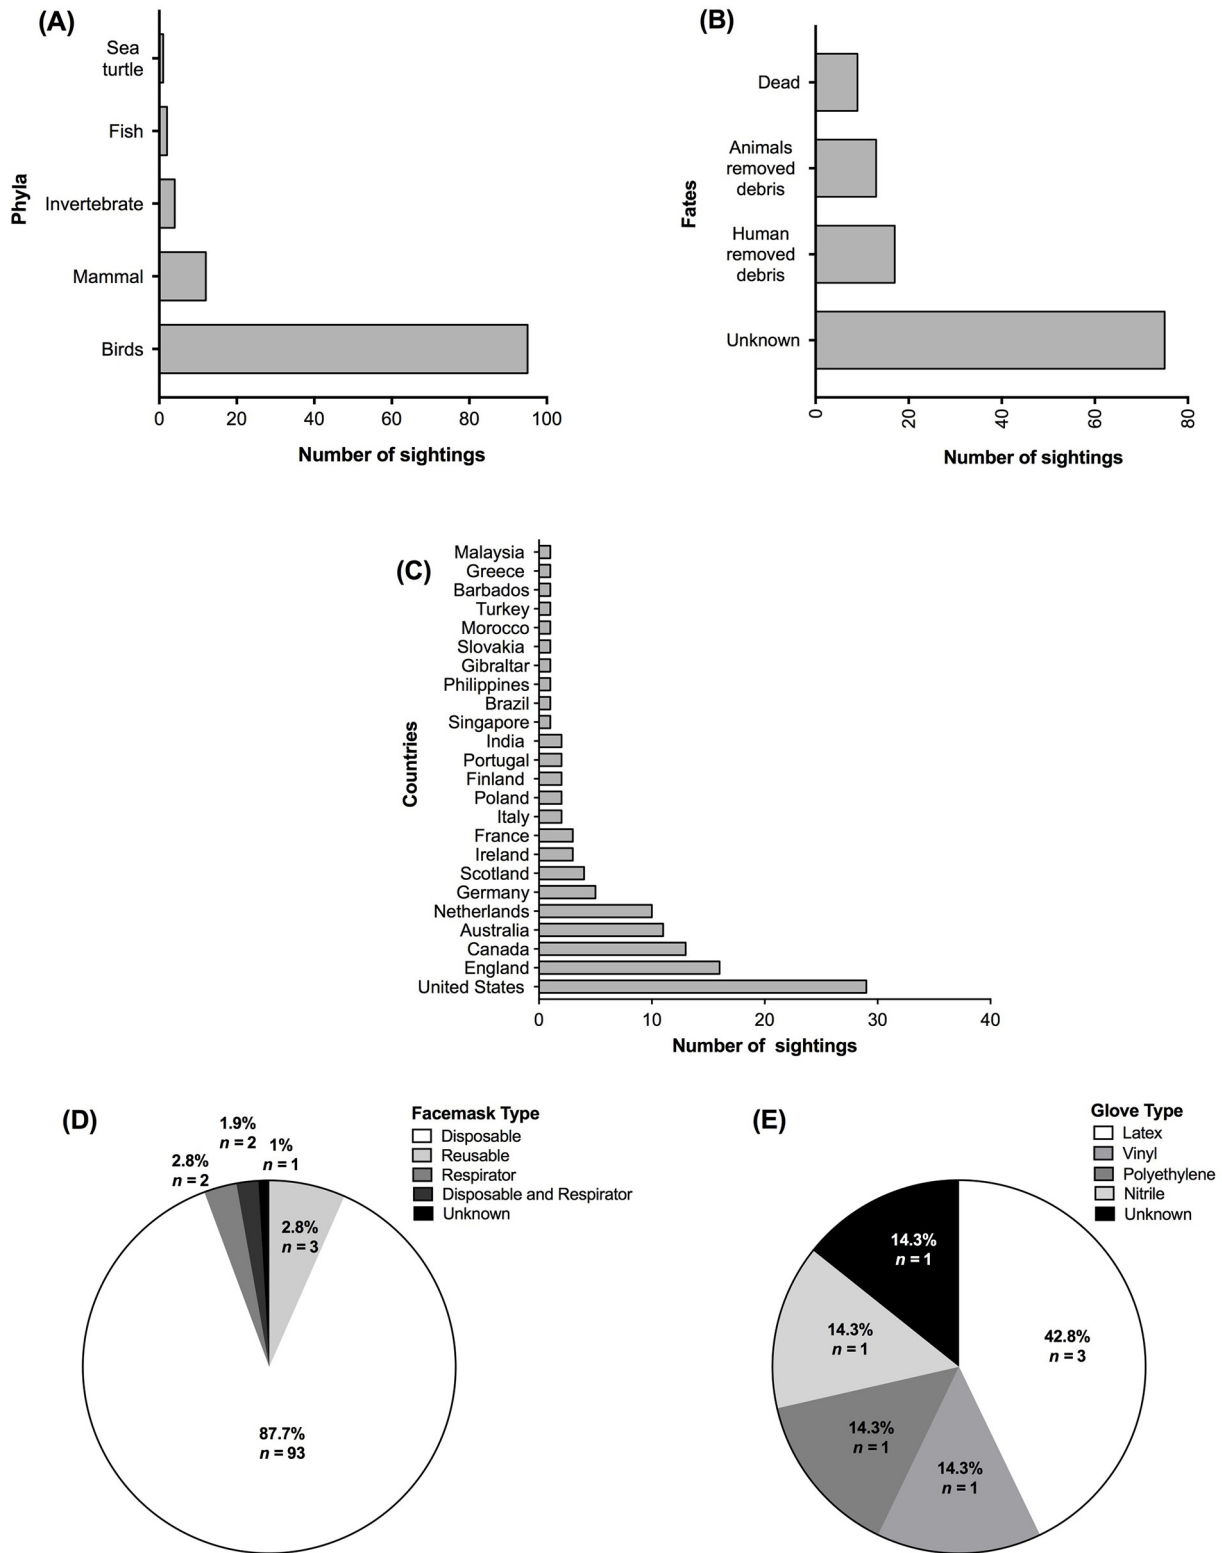 (A)
Phyla
Sea
turtle
Fish
Invertebrate
Mammal
Birds
0 20 40 60 80 100
Number of sightings
(B)
Fates
Dead
Animals
removed
debris
Human
removed
debris
Unknown
0 20 40 60 80
Number of sightings
(C)
Countries
Malaysia
Greece
Barbados
Turkey
Morocco
Slovakia
Gibraltar
Philippines
Brazil
Singapore
India
Portugal
Finland
Poland
Italy
France
Ireland
Scotland
Germany
Netherlands
Australia
Canada
England
United States
0 10 20 30 40
Number of sightings
(D)
Facemask Type
Disposable
Reusable
Respirator
Disposable and Respirator
Unknown
1.9%
n = 2
1%
n = 1
2.8%
n = 2
2.8%
n = 3
87.7%
n = 93
(E)
Glove Type
Latex
Vinyl
Polyethylene
Nitrile
Unknown
14.3%
n = 1
42.8%
n = 3
14.3%
n = 1
14.3%
n = 1
14.3%
n = 1